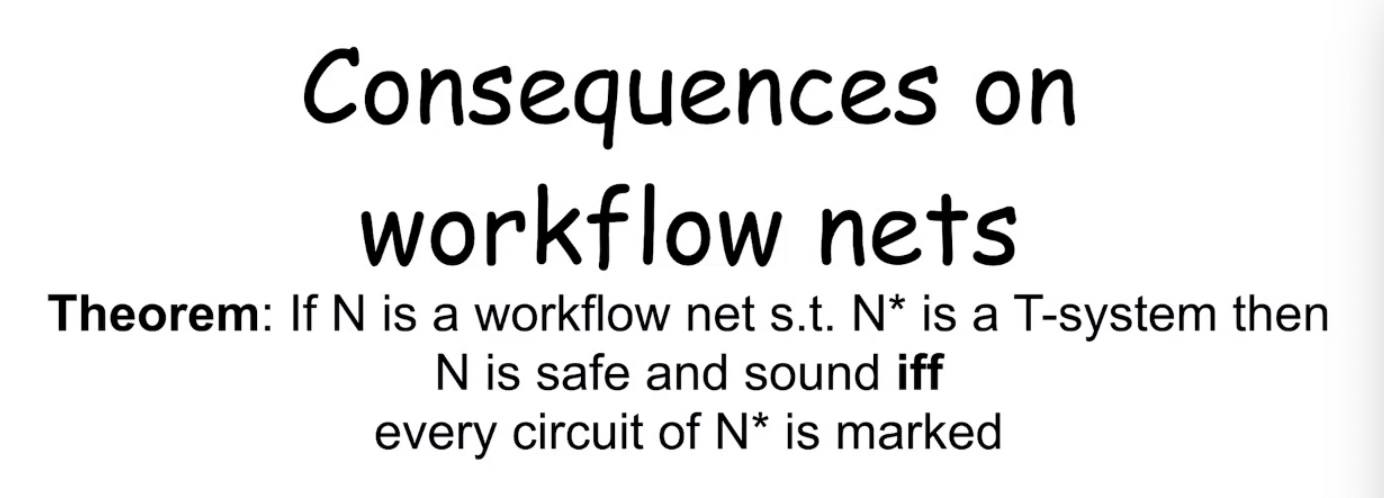 Consequences on
workflow nets
Theorem: If N is a workflow net s.t. N* is a T-system then
N is safe and sound iff
every circuit of N* is marked